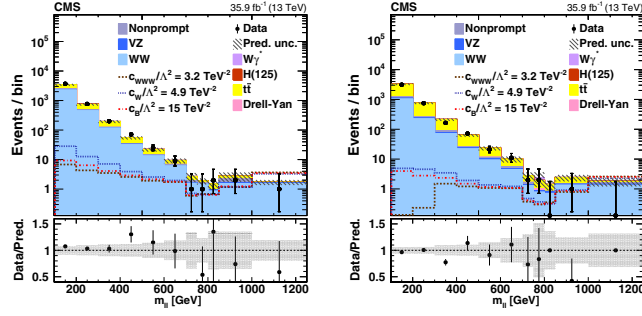 CMS 35.9 fb⁻¹ (13 TeV)
Nonprompt Data
VZ Pred. unc.
WW Wγ*
c_WWW/Λ² = 3.2 TeV⁻² H(125)
c_W/Λ² = 4.9 TeV⁻² tt̄
c_B/Λ² = 15 TeV⁻² Drell-Yan
Events / bin
10⁵
10⁴
10³
10²
10
1
Data/Pred.
1.5
1.0
0.5
200 400 600 800 1000 1200
m_ll [GeV]
CMS 35.9 fb⁻¹ (13 TeV)
Nonprompt Data
VZ Pred. unc.
WW Wγ*
c_WWW/Λ² = 3.2 TeV⁻² H(125)
c_W/Λ² = 4.9 TeV⁻² tt̄
c_B/Λ² = 15 TeV⁻² Drell-Yan
Events / bin
10⁵
10⁴
10³
10²
10
1
Data/Pred.
1.5
1
0.5
200 400 600 800 1000 1200
m_ll [GeV]